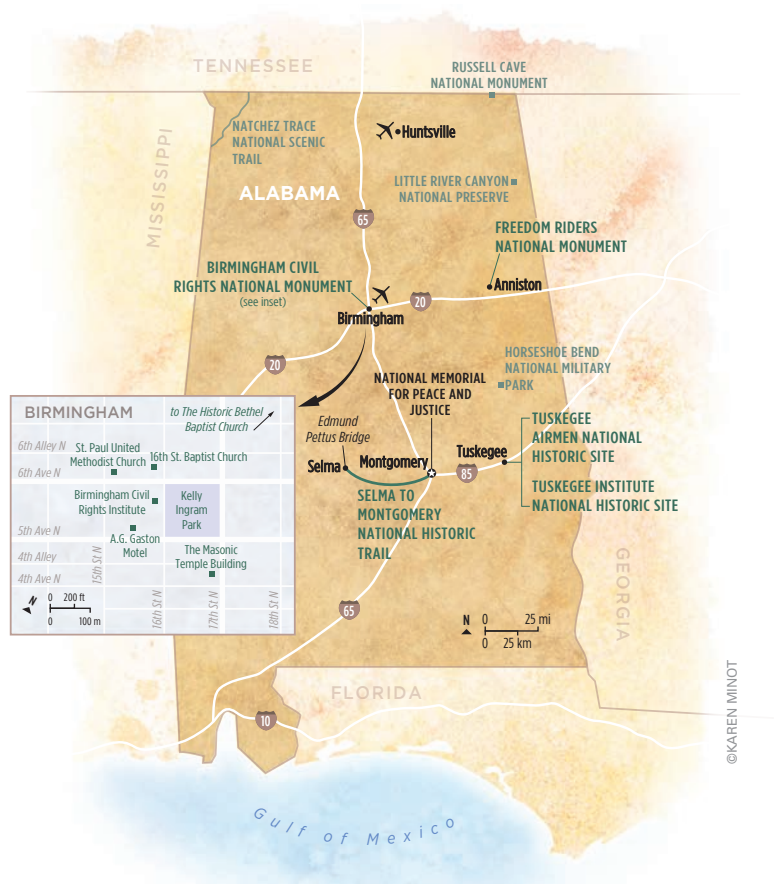 TENNESSEE
RUSSELL CAVE
NATIONAL MONUMENT
MISSISSIPPI
NATCHEZ TRACE
NATIONAL SCENIC
TRAIL
Huntsville
ALABAMA
LITTLE RIVER CANYON
NATIONAL PRESERVE
65
FREEDOM RIDERS
NATIONAL MONUMENT
BIRMINGHAM CIVIL
RIGHTS NATIONAL MONUMENT
(see inset)
Anniston
20
Birmingham
20
HORSESHOE BEND
NATIONAL MILITARY
PARK
NATIONAL MEMORIAL
FOR PEACE AND
JUSTICE
Edmund
Pettus Bridge
Selma
Montgomery
Tuskegee
85
TUSKEGEE
AIRMEN NATIONAL
HISTORIC SITE
TUSKEGEE INSTITUTE
NATIONAL HISTORIC SITE
SELMA TO
MONTGOMERY
NATIONAL HISTORIC
TRAIL
BIRMINGHAM
to The Historic Bethel
Baptist Church
6th Alley N
St. Paul United
Methodist Church
16th St. Baptist Church
6th Ave N
Birmingham Civil
Rights Institute
Kelly
Ingram
Park
5th Ave N
A.G. Gaston
Motel
4th Alley
The Masonic
Temple Building
4th Ave N
15th St N
16th St N
17th St N
18th St N
N
0 200 ft
0 100 m
GEORGIA
65
N
0 25 mi
0 25 km
FLORIDA
10
Gulf of Mexico
©KAREN MINOT